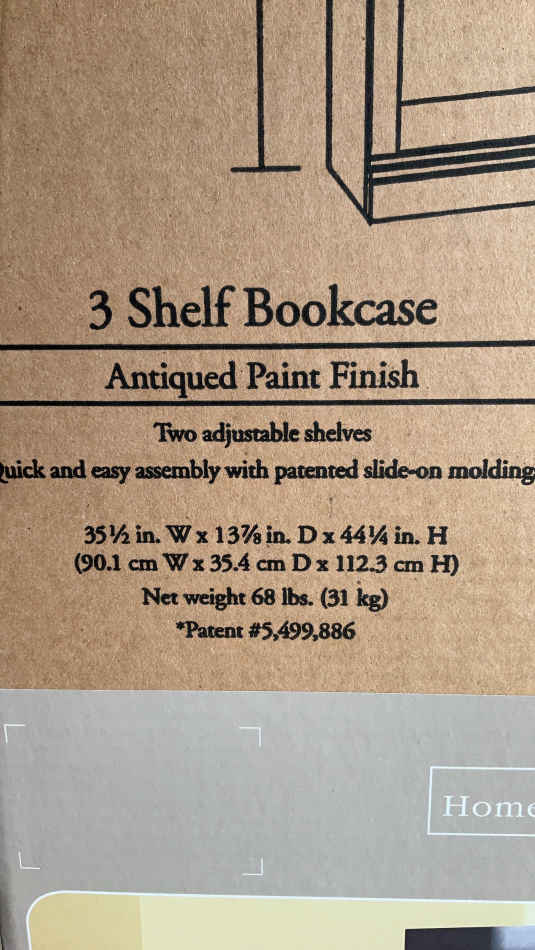 3 Shelf Bookcase
Antiqued Paint Finish
Two adjustable shelves
and easy assembly with patented slide-on
35½ in. W x 13⅞ in. D x 44¼ in. H
(90.1 cm W x 35.4 cm D x 112.3 cm H)
Net weight 68 lbs. (31 kg)
*Patent #5,499,886
Home